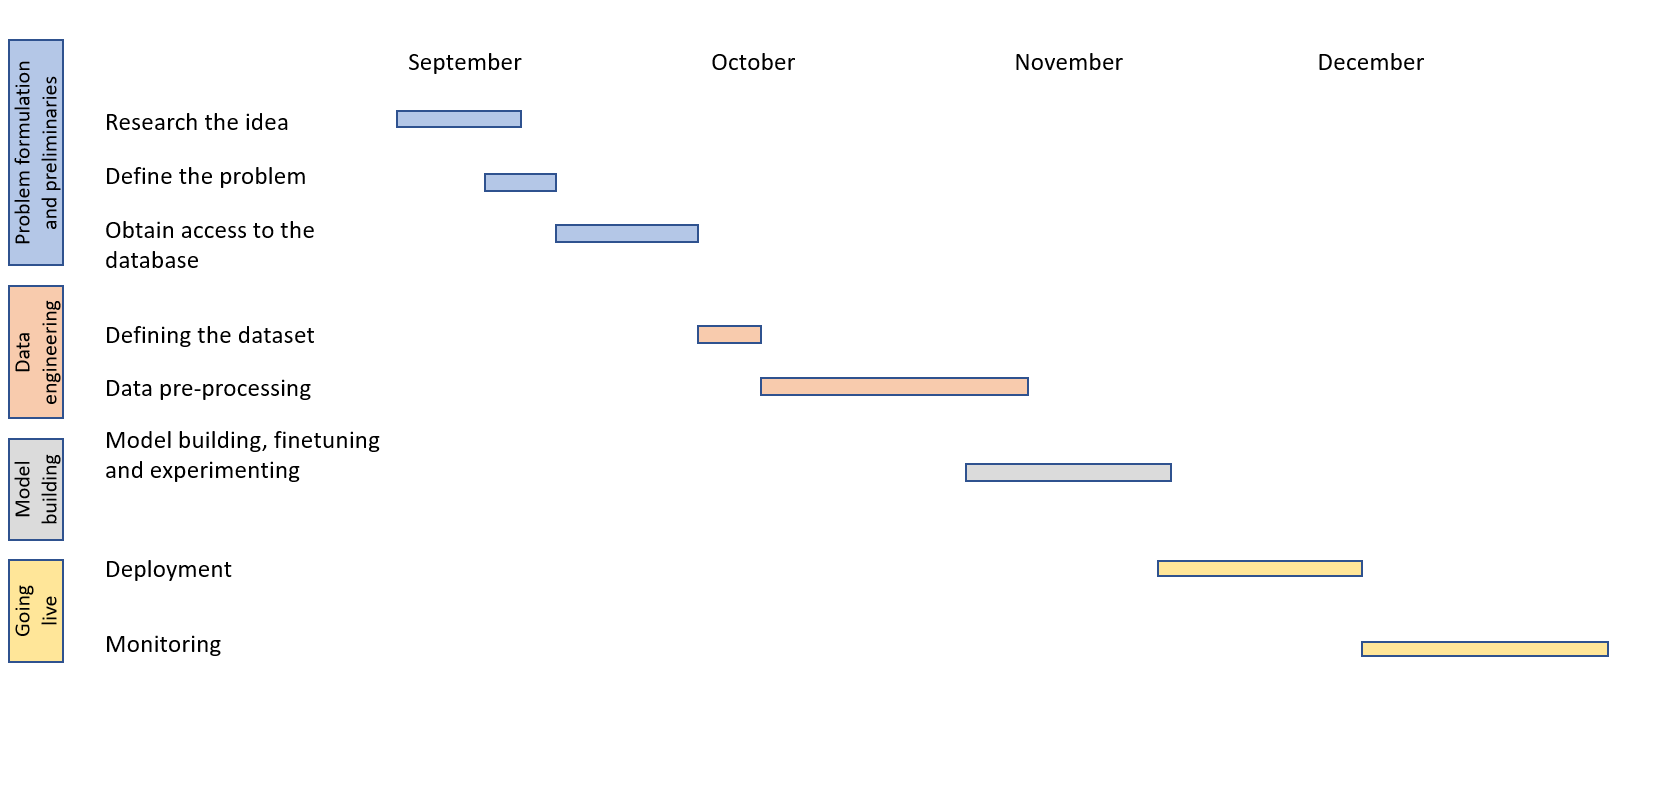 September October November December
Problem formulation
and preliminaries
Research the idea
Define the problem
Obtain access to the
database
Data
engineering
Defining the dataset
Data pre-processing
Model
building
Model building, finetuning
and experimenting
Going
live
Deployment
Monitoring